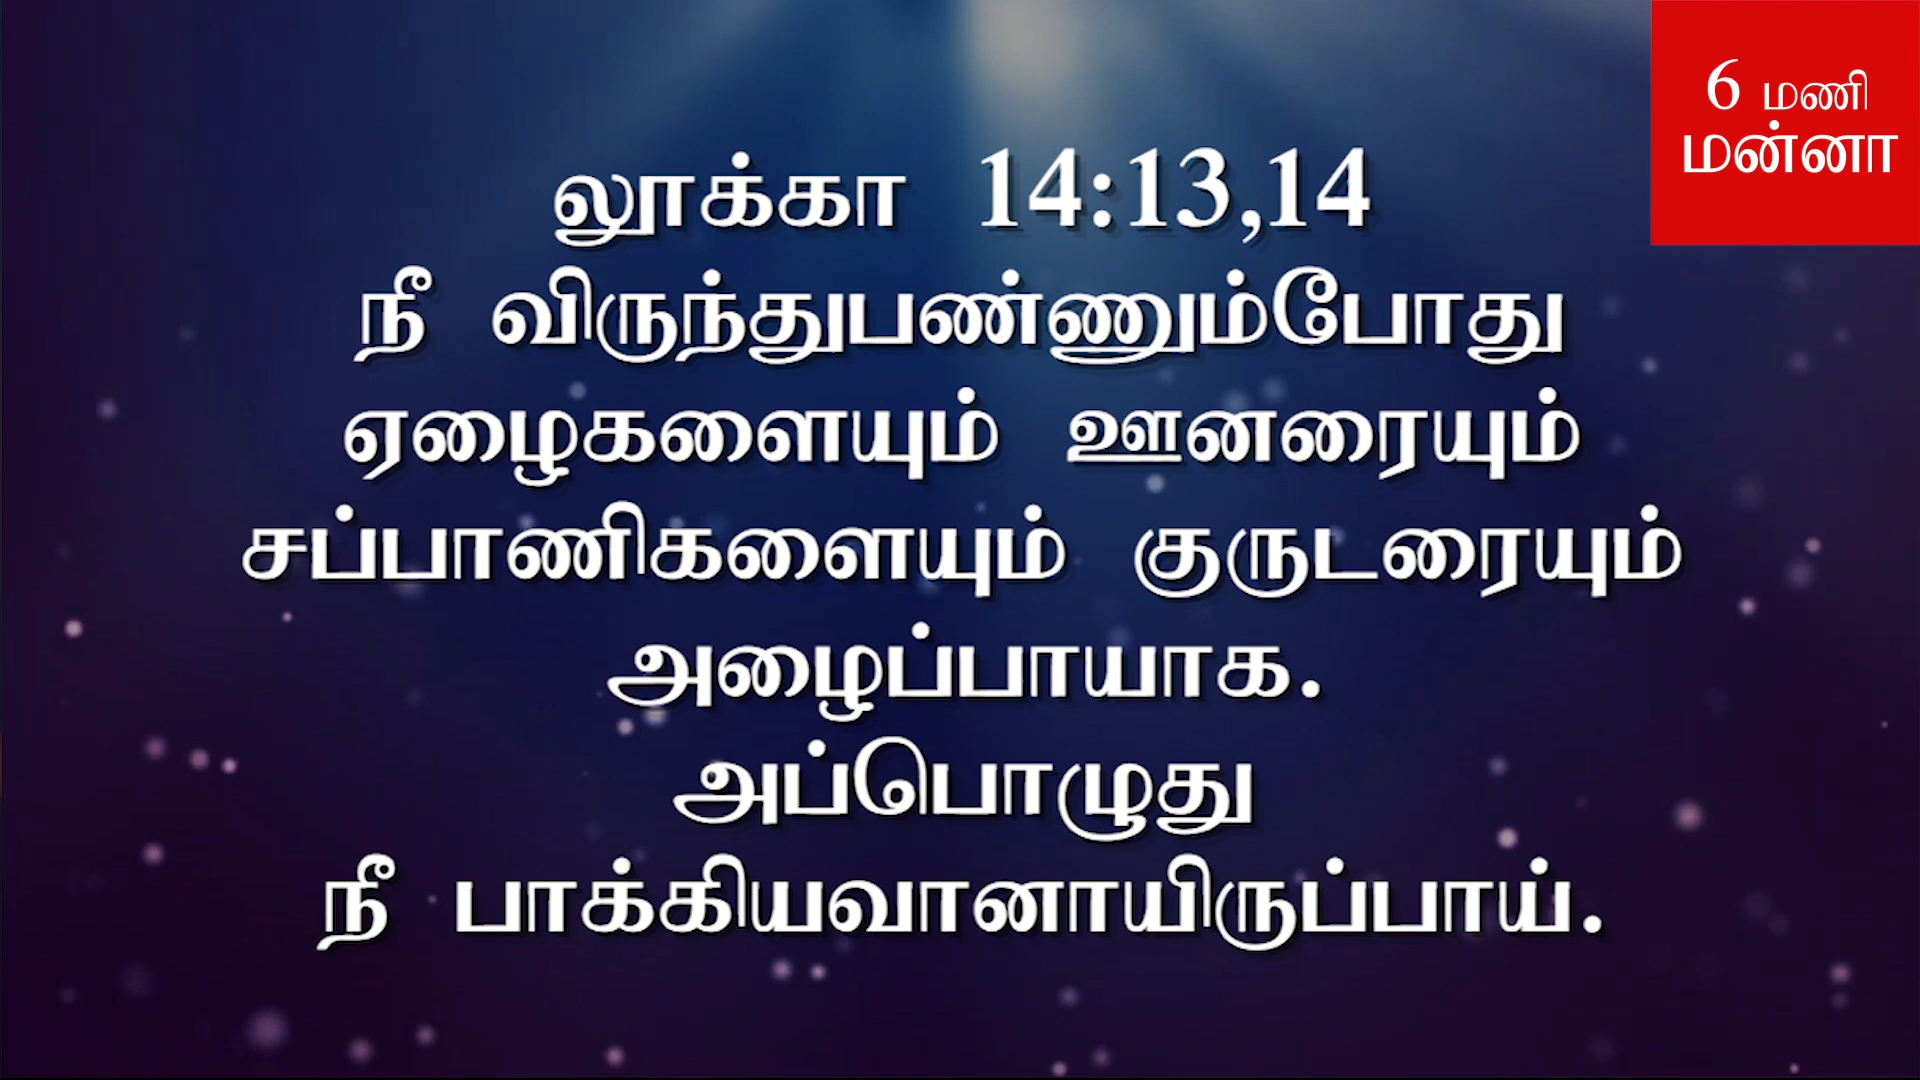 6 மணி
மன்னா
லூக்கா 14:13,14
நீ விருந்துபண்ணும்போது
ஏழைகளையும் ஊனரையும்
சப்பாணிகளையும் குருடரையும்
அழைப்பாயாக.
அப்பொழுது
நீ பாக்கியவானாயிருப்பாய்.